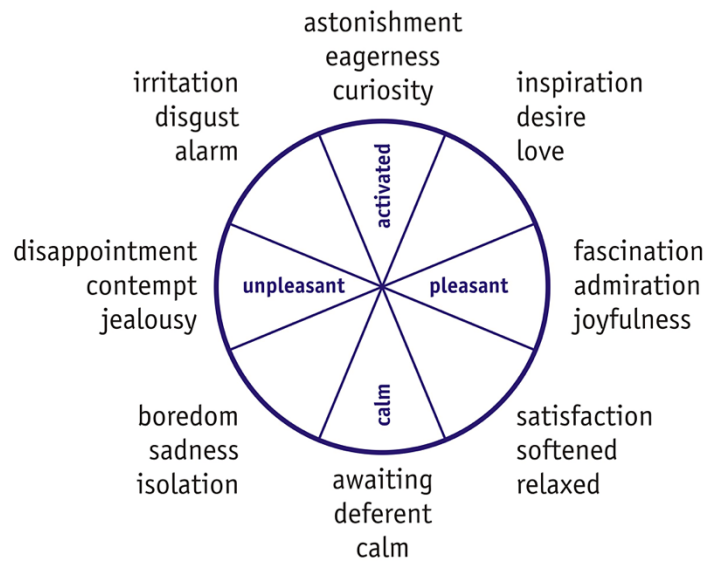 astonishment
eagerness
curiosity
irritation
disgust
alarm
inspiration
desire
love
activated
disappointment
contempt
jealousy
unpleasant
pleasant
fascination
admiration
joyfulness
calm
boredom
sadness
isolation
awaiting
deferent
calm
satisfaction
softened
relaxed